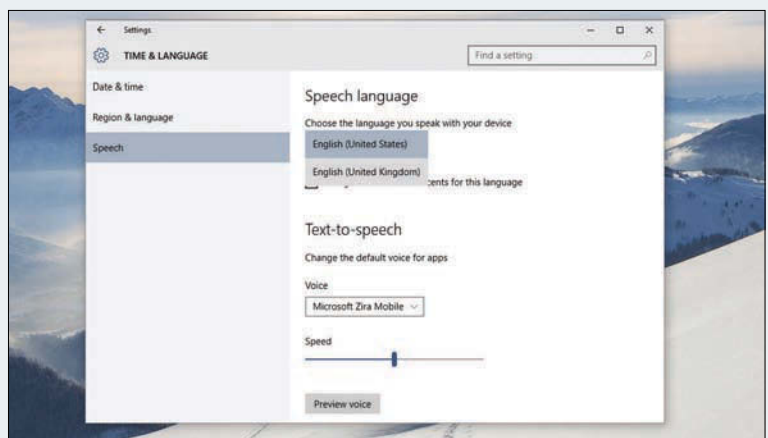 Settings
TIME & LANGUAGE
Find a setting
Date & time
Region & language
Speech
Speech language
Choose the language you speak with your device
English (United States)
English (United Kingdom)
for this language
Text-to-speech
Change the default voice for apps
Voice
Microsoft Zira Mobile
Speed
Preview voice